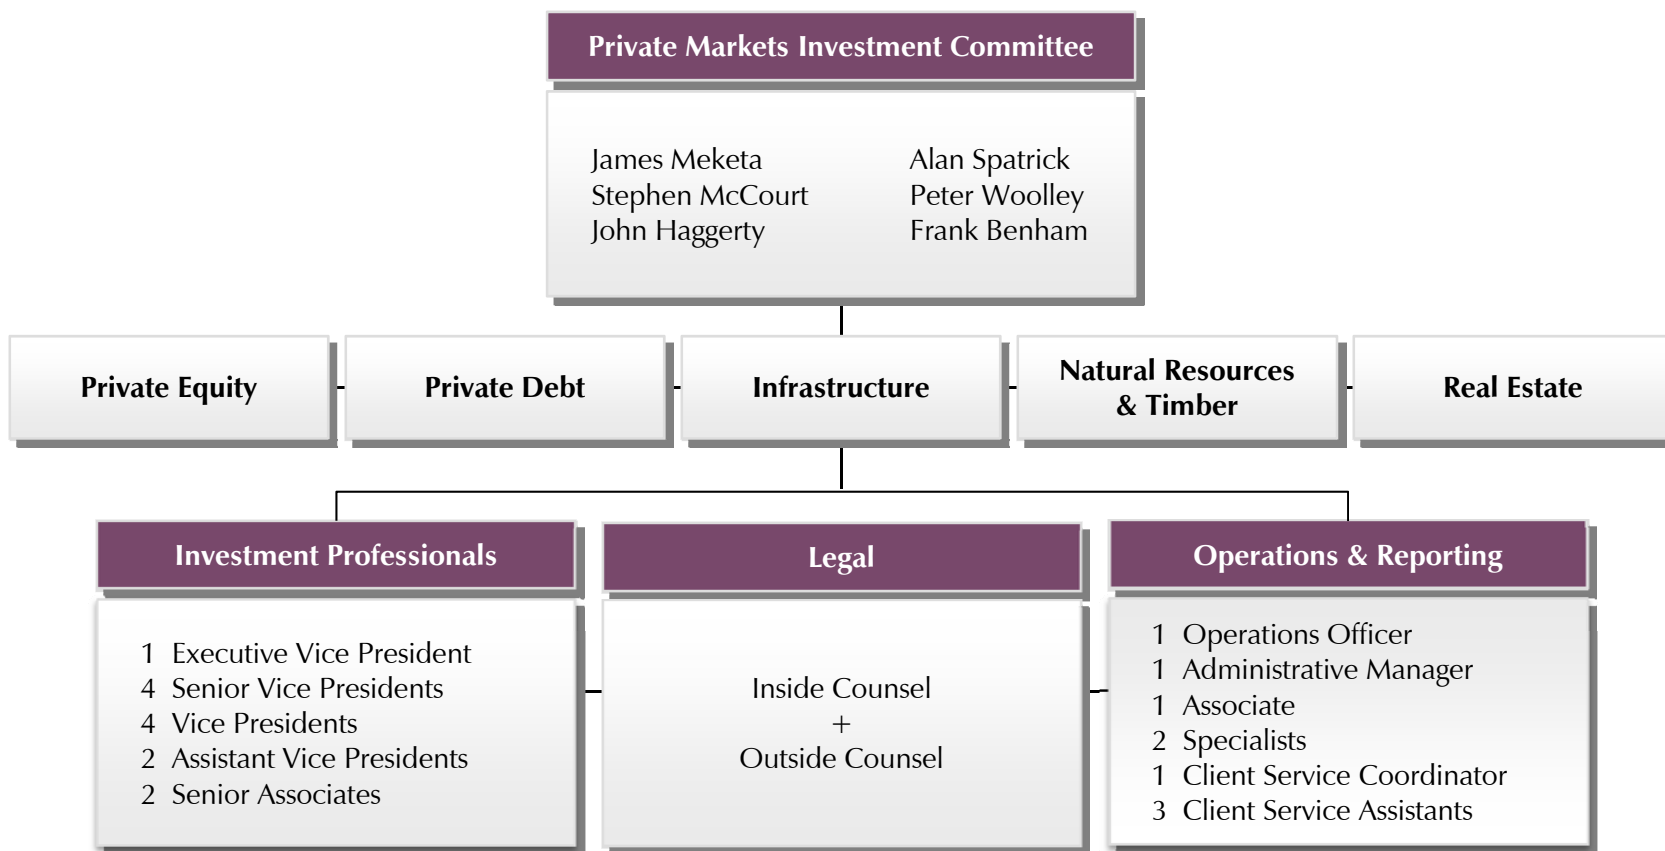 Private Markets Investment Committee
James Meketa
Stephen McCourt
John Haggerty
Alan Spatrick
Peter Woolley
Frank Benham
Private Equity
Private Debt
Infrastructure
Natural Resources
& Timber
Real Estate
Investment Professionals
1 Executive Vice President
4 Senior Vice Presidents
4 Vice Presidents
2 Assistant Vice Presidents
2 Senior Associates
Legal
Inside Counsel
+
Outside Counsel
Operations & Reporting
1 Operations Officer
1 Administrative Manager
1 Associate
2 Specialists
1 Client Service Coordinator
3 Client Service Assistants